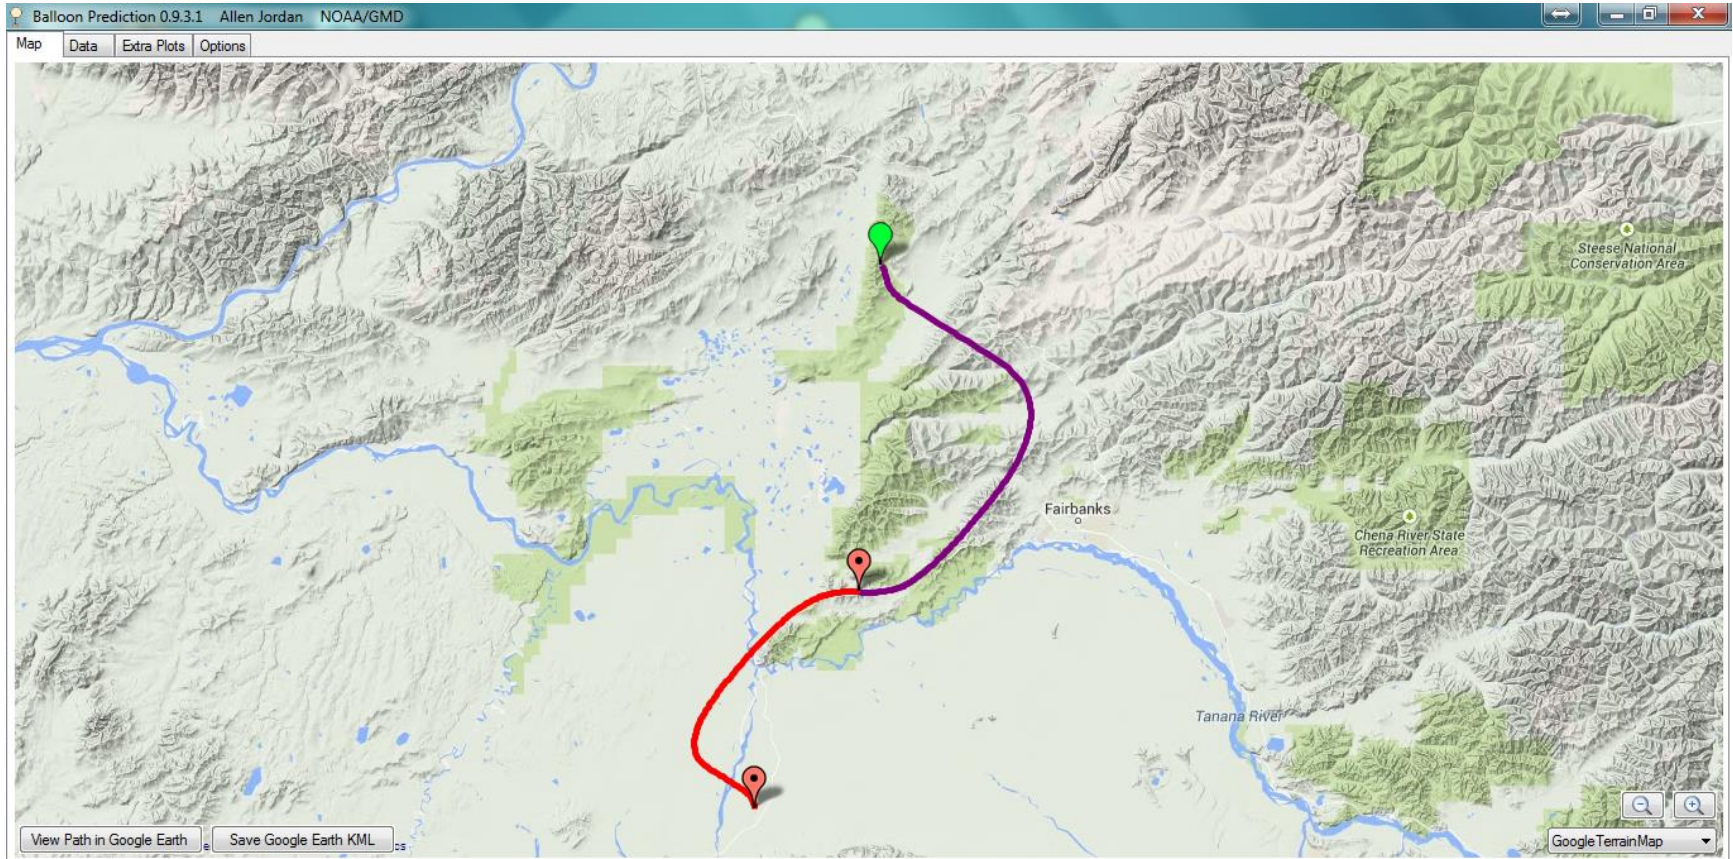 Balloon Prediction 0.9.3.1 Allen Jordan NOAA/GMD
Map Data Extra Plots Options
Steese National
Conservation Area
Fairbanks
Chena River State
Recreation Area
Tanana River
View Path in Google Earth Save Google Earth KML
GoogleTerrainMap